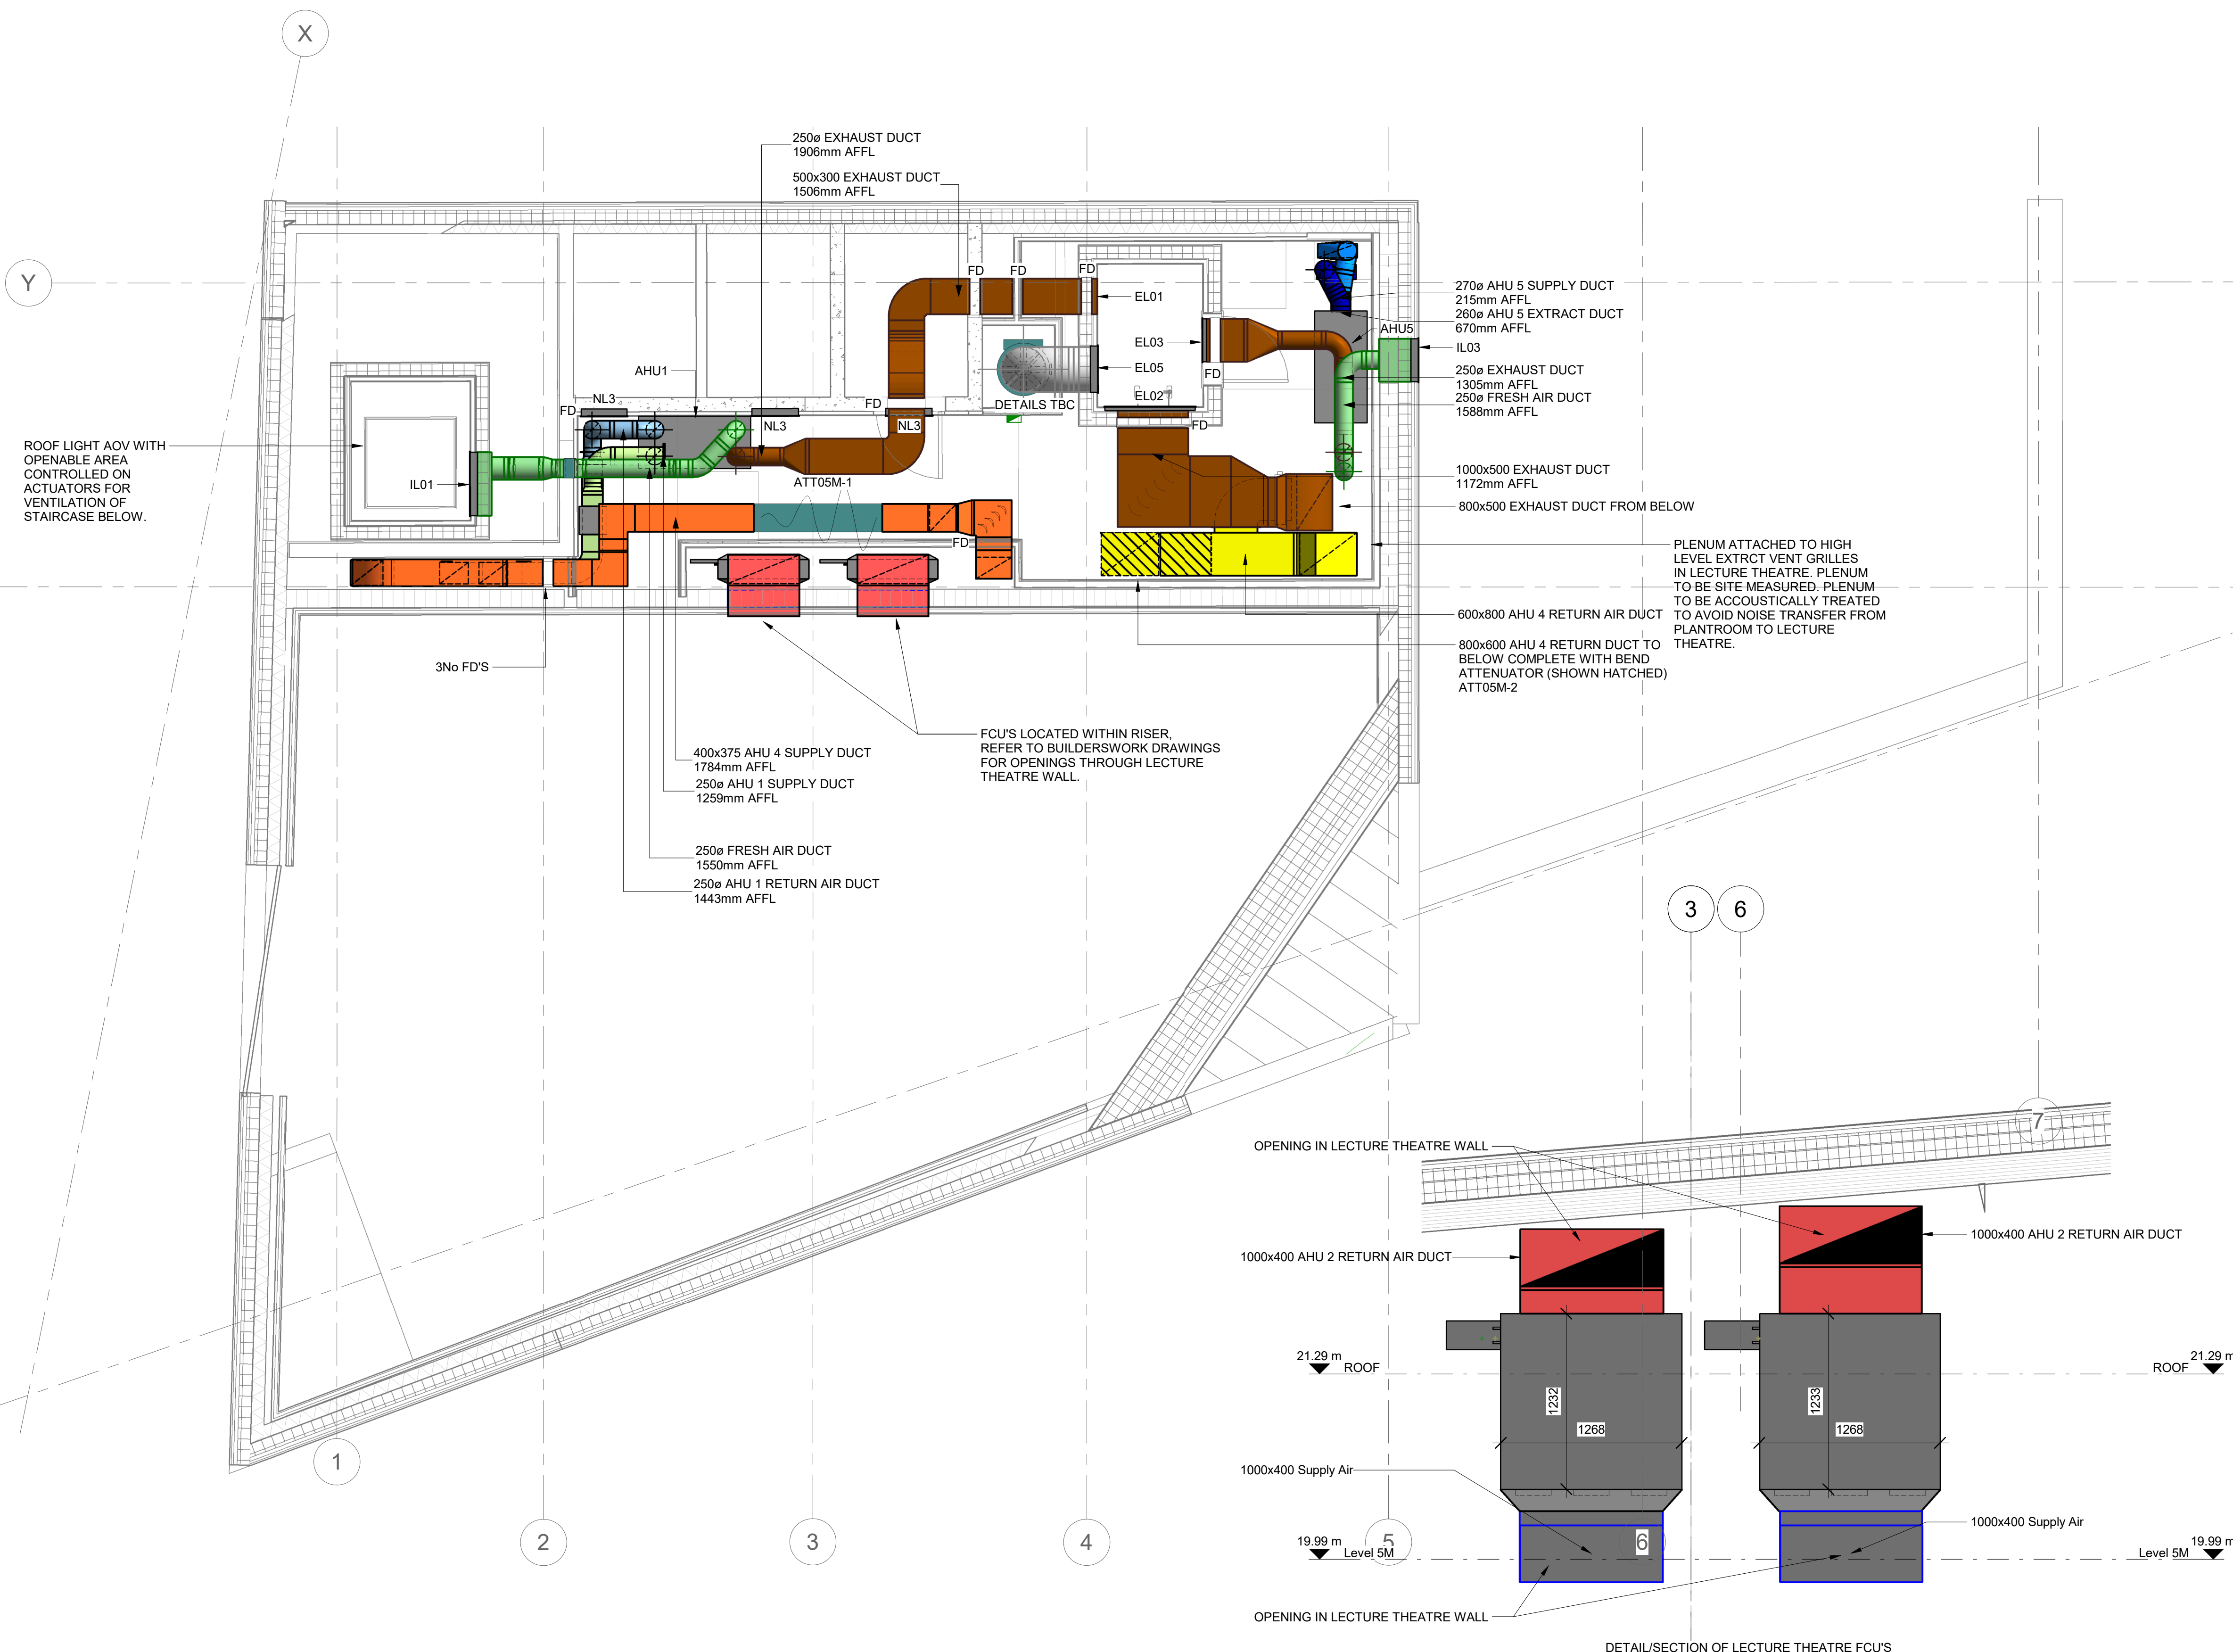 X
250ø EXHAUST DUCT
1906mm AFFL
500x300 EXHAUST DUCT
1506mm AFFL
Y
FD
FD
FD
EL01
EL03
EL05
EL02
FD
FD
DETAILS TBC
270ø AHU 5 SUPPLY DUCT
215mm AFFL
260ø AHU 5 EXTRACT DUCT
670mm AFFL
AHU5
IL03
250ø EXHAUST DUCT
1305mm AFFL
250ø FRESH AIR DUCT
1588mm AFFL
AHU1
NL3
FD
NL3
FD
NL3
ATT05M-1
FD
ROOF LIGHT AOV WITH
OPENABLE AREA
CONTROLLED ON
ACTUATORS FOR
VENTILATION OF
STAIRCASE BELOW.
IL01
1000x500 EXHAUST DUCT
1172mm AFFL
800x500 EXHAUST DUCT FROM BELOW
PLENUM ATTACHED TO HIGH
LEVEL EXTRCT VENT GRILLES
IN LECTURE THEATRE. PLENUM
TO BE SITE MEASURED. PLENUM
TO BE ACCOUSTICALLY TREATED
TO AVOID NOISE TRANSFER FROM
PLANTROOM TO LECTURE
THEATRE.
600x800 AHU 4 RETURN AIR DUCT
800x600 AHU 4 RETURN DUCT TO
BELOW COMPLETE WITH BEND
ATTENUATOR (SHOWN HATCHED)
ATT05M-2
3No FD'S
FCU'S LOCATED WITHIN RISER,
REFER TO BUILDERSWORK DRAWINGS
FOR OPENINGS THROUGH LECTURE
THEATRE WALL.
400x375 AHU 4 SUPPLY DUCT
1784mm AFFL
250ø AHU 1 SUPPLY DUCT
1259mm AFFL
250ø FRESH AIR DUCT
1550mm AFFL
250ø AHU 1 RETURN AIR DUCT
1443mm AFFL
3
6
7
OPENING IN LECTURE THEATRE WALL
1000x400 AHU 2 RETURN AIR DUCT
1000x400 AHU 2 RETURN AIR DUCT
21.29 m
ROOF
ROOF
21.29 m
1232
1268
1233
1268
1000x400 Supply Air
1000x400 Supply Air
1
2
3
4
5
6
19.99 m
Level 5M
Level 5M
19.99 m
OPENING IN LECTURE THEATRE WALL
DETAIL/SECTION OF LECTURE THEATRE FCU'S